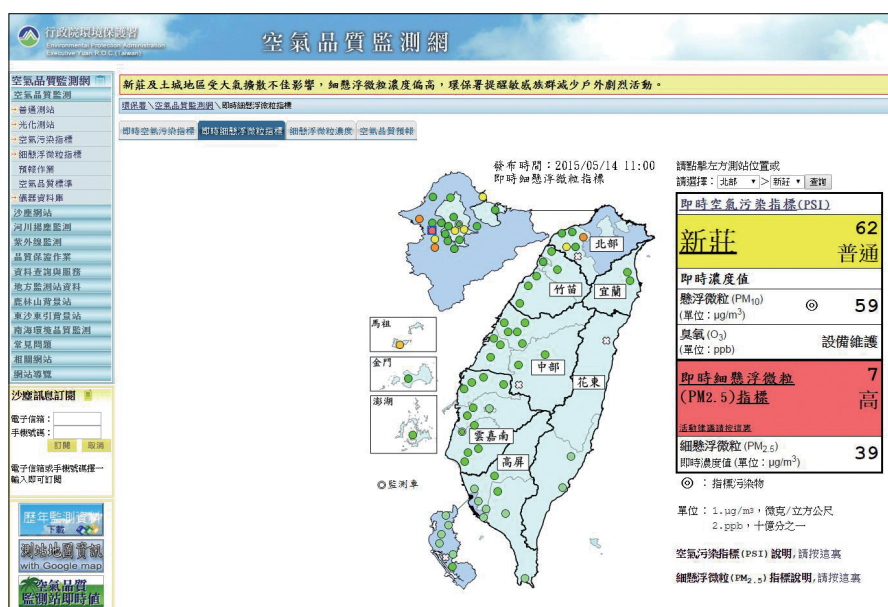 行政院環境保護署
Environmental Protection Administration
Executive Yuan R.O.C.(Taiwan)
空氣品質監測網
空氣品質監測網
空氣品質監測
普通測站
光化測站
空氣污染指標
細懸浮微粒指標
預報作業
空氣品質標準
儀器資料庫
沙塵網站
河川揚塵監測
紫外線監測
品質保證作業
資料查詢與服務
地方監測站資料
鹿林山背景站
東沙東引背景站
南海環境品質監測
常見問題
相關網站
網站導覽
沙塵訊息訂閱
電子信箱：
手機號碼：
訂閱 取消
電子信箱或手機號碼擇一
輸入即可訂閱
歷年監測資料
下載
測站地圖資訊
with Google map
空氣品質
監測站即時值
新莊及土城地區受大氣擴散不佳影響，細懸浮微粒濃度偏高，環保署提醒敏感族群減少戶外劇烈活動。
環保署\空氣品質監測網\即時細懸浮微粒指標
即時空氣污染指標 即時細懸浮微粒指標 細懸浮微粒濃度 空氣品質預報
發布時間：2015/05/14 11:00
即時細懸浮微粒指標
北部
竹苗
宜蘭
馬祖
金門
中部
花東
澎湖
雲嘉南
高屏
◎監測車
請點擊左方測站位置或
請選擇：北部 > 新莊 查詢
即時空氣污染指標(PSI)
新莊
62
普通
即時濃度值
懸浮微粒(PM10)
(單位：μg/m3)
◎ 59
臭氧(O3)
(單位：ppb)
設備維護
即時細懸浮微粒
(PM2.5)指標
7
高
活動建議請按這裏
細懸浮微粒(PM2.5)
即時濃度值(單位：μg/m3)
39
◎：指標污染物
單位：1.μg/m3，微克/立方公尺
2.ppb，十億分之一
空氣污染指標(PSI)說明,請按這裏
細懸浮微粒(PM2.5)指標說明,請按這裏